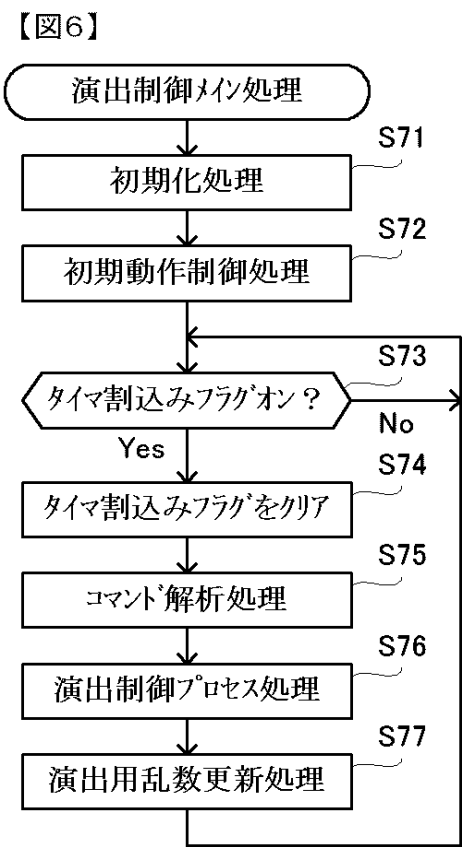 【図６】
演出制御ﾒｲﾝ処理
S71
初期化処理
S72
初期動作制御処理
S73
ﾀｲﾏ割込みﾌﾗｸﾞｵﾝ？
No
Yes
S74
ﾀｲﾏ割込みﾌﾗｸﾞをｸﾘｱ
S75
ｺﾏﾝﾄﾞ解析処理
S76
演出制御ﾌﾟﾛｾｽ処理
S77
演出用乱数更新処理